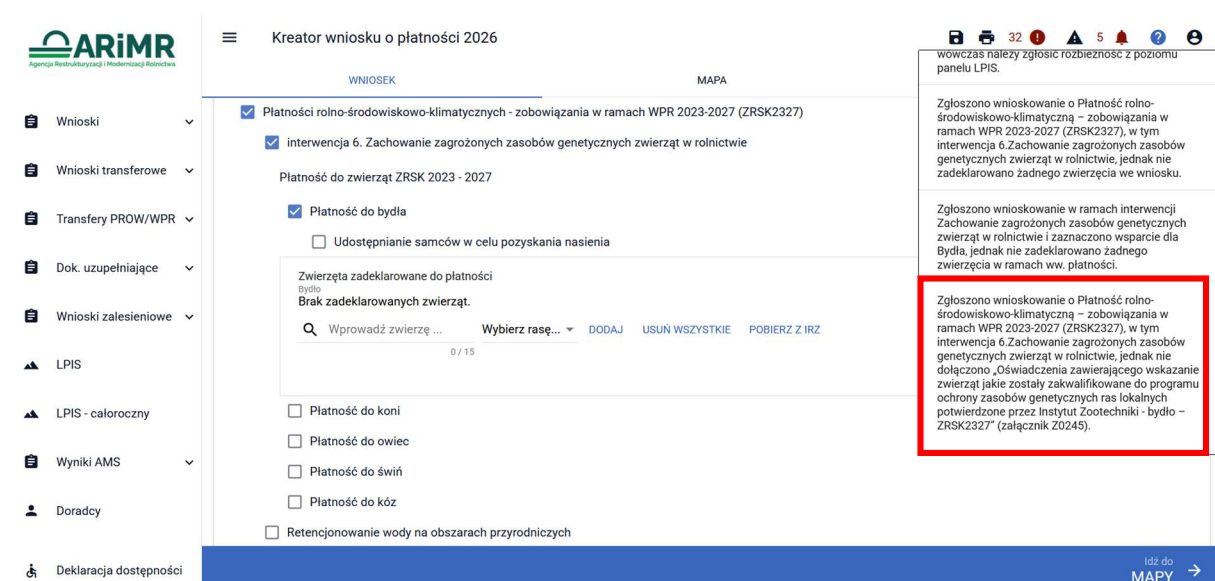 ARiMR
Agencja Restrukturyzacji i Modernizacji Rolnictwa
Kreator wniosku o płatności 2026
32
5
WNIOSEK
MAPA
Wnioski
Wnioski transferowe
Transfery PROW/WPR
Dok. uzupełniające
Wnioski zalesieniowe
LPIS
LPIS - całoroczny
Wyniki AMS
Doradcy
Deklaracja dostępności
Płatności rolno-środowiskowo-klimatycznych - zobowiązania w ramach WPR 2023-2027 (ZRSK2327)
interwencja 6. Zachowanie zagrożonych zasobów genetycznych zwierząt w rolnictwie
Płatność do zwierząt ZRSK 2023 - 2027
Płatność do bydła
Udostępnianie samców w celu pozyskania nasienia
Zwierzęta zadeklarowane do płatności
Bydło
Brak zadeklarowanych zwierząt.
Wprowadź zwierzę ... Wybierz rasę... DODAJ USUŃ WSZYSTKIE POBIERZ Z IRZ
0 / 15
Płatność do koni
Płatność do owiec
Płatność do świń
Płatność do kóz
Retencjonowanie wody na obszarach przyrodniczych
wówczas należy zgłosić rozbieżność z poziomu
panelu LPIS.
Zgłoszono wnioskowanie o Płatność rolno-
środowiskowo-klimatyczną – zobowiązania w
ramach WPR 2023-2027 (ZRSK2327), w tym
interwencja 6.Zachowanie zagrożonych zasobów
genetycznych zwierząt w rolnictwie, jednak nie
zadeklarowano żadnego zwierzęcia we wniosku.
Zgłoszono wnioskowanie w ramach interwencji
Zachowanie zagrożonych zasobów genetycznych
zwierząt w rolnictwie i zaznaczono wsparcie dla
Bydła, jednak nie zadeklarowano żadnego
zwierzęcia w ramach ww. płatności.
Zgłoszono wnioskowanie o Płatność rolno-
środowiskowo-klimatyczną – zobowiązania w
ramach WPR 2023-2027 (ZRSK2327), w tym
interwencja 6.Zachowanie zagrożonych zasobów
genetycznych zwierząt w rolnictwie, jednak nie
dołączono „Oświadczenia zawierającego wskazanie
zwierząt jakie zostały zakwalifikowane do programu
ochrony zasobów genetycznych ras lokalnych
potwierdzone przez Instytut Zootechniki - bydło –
ZRSK2327” (załącznik Z0245).
Idź do
MAPY